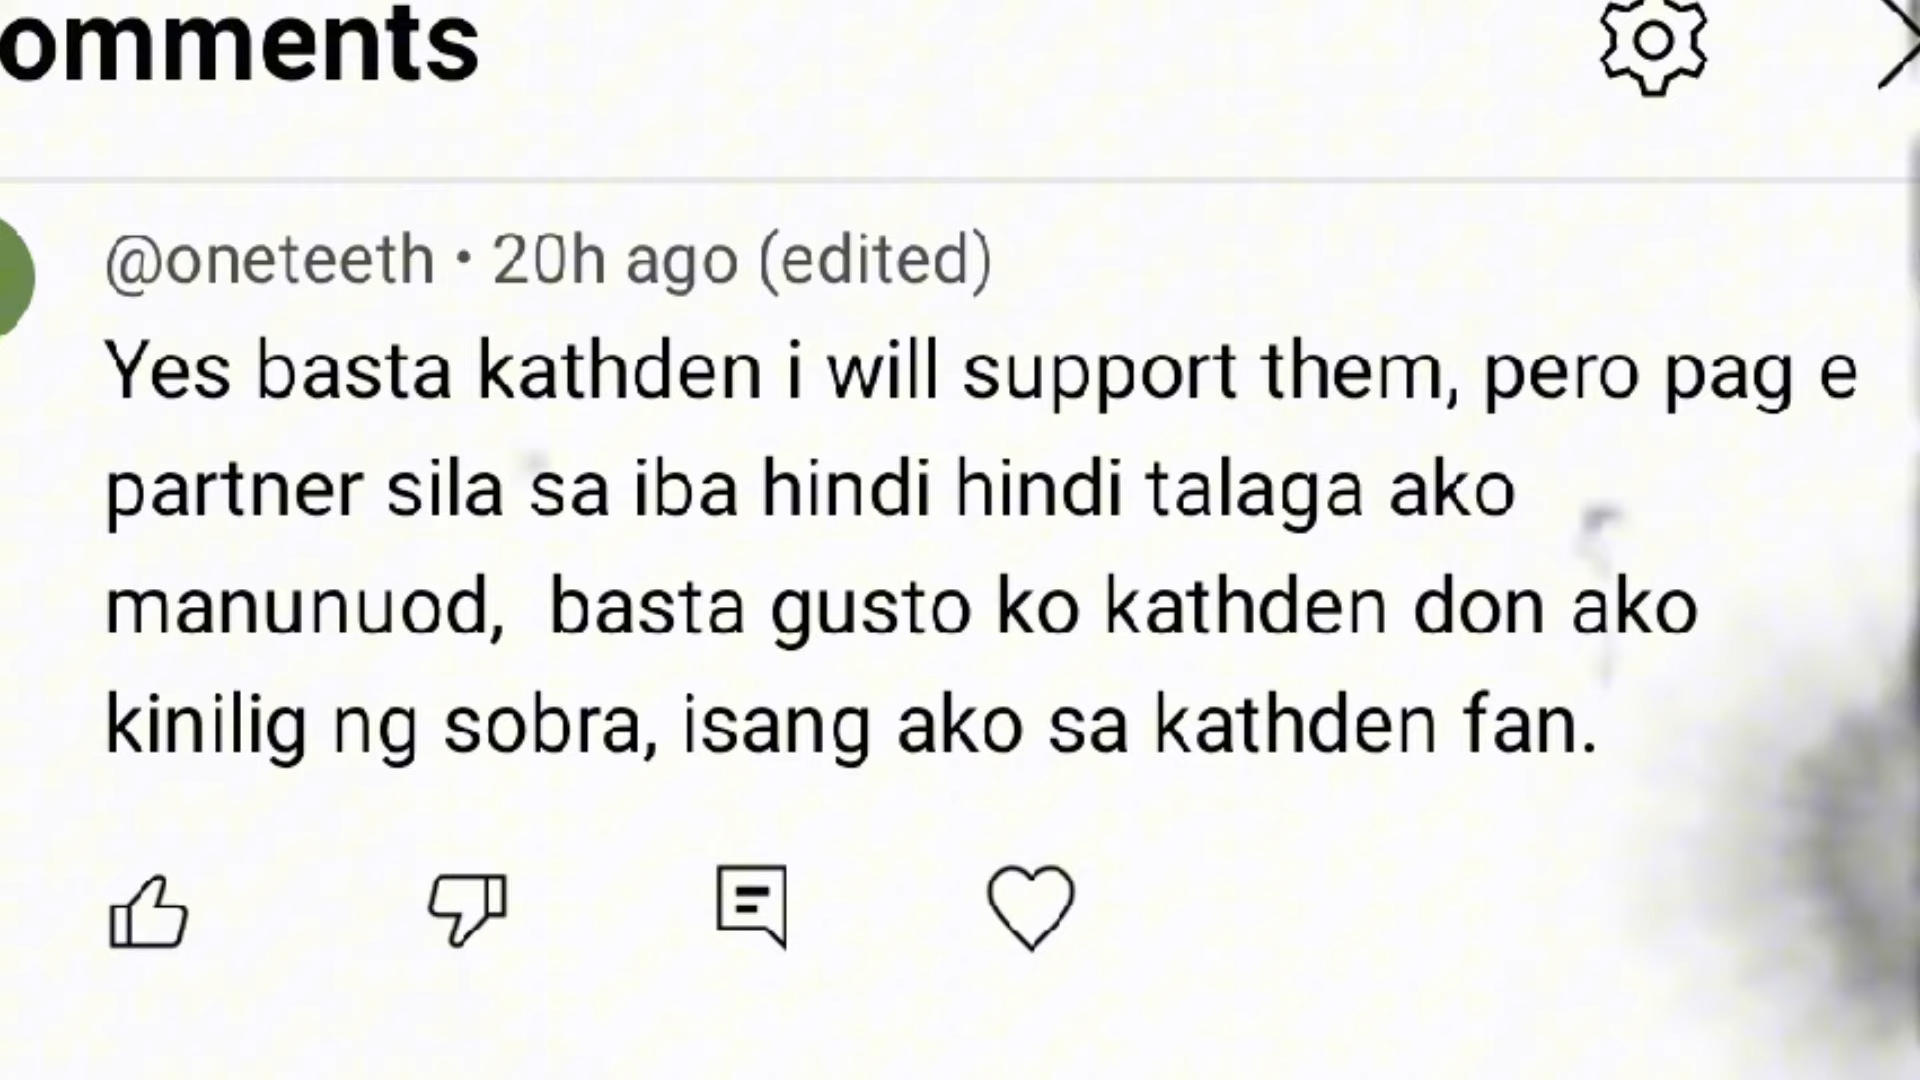 omments
@oneteeth • 20h ago (edited)
Yes basta kathden i will support them, pero pag e
partner sila sa iba hindi hindi talaga ako
manunuod,  basta gusto ko kathden don ako
kinilig ng sobra, isang ako sa kathden fan.